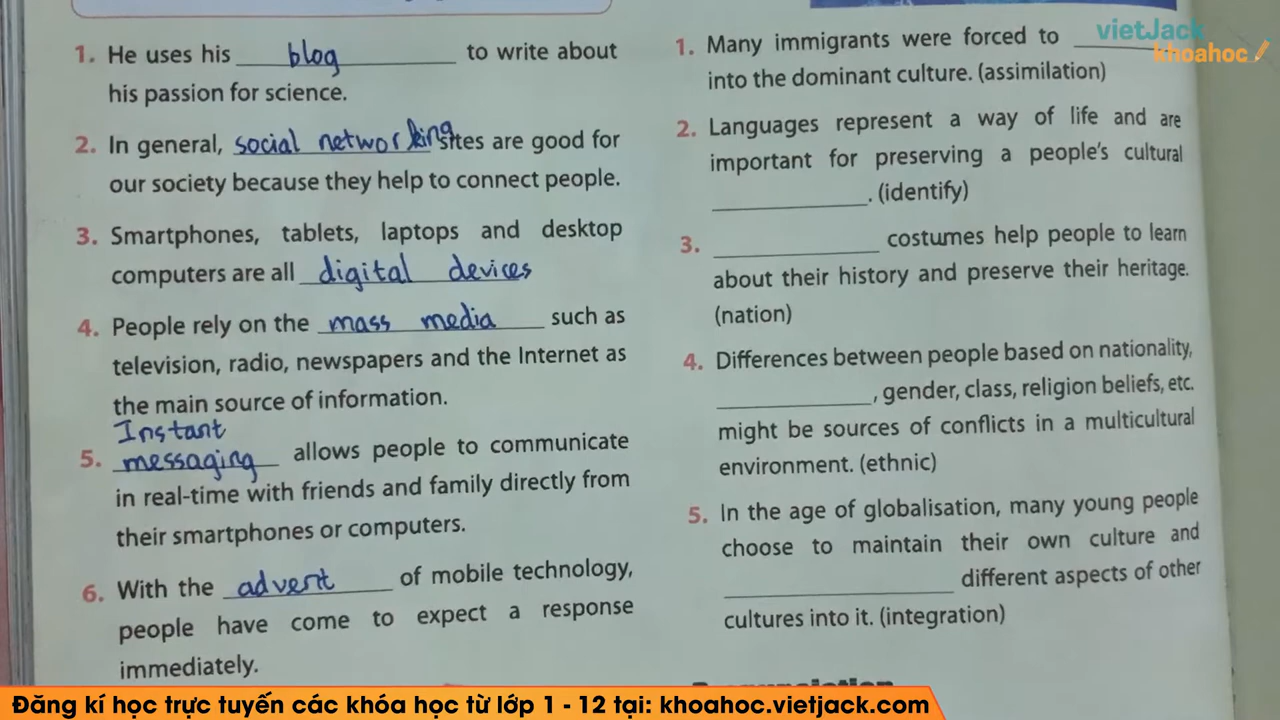 1. He uses his blog to write about
his passion for science.
2. In general, social networking sites are good for
our society because they help to connect people.
3. Smartphones, tablets, laptops and desktop
computers are all digital devices
4. People rely on the mass media such as
television, radio, newspapers and the Internet as
the main source of information.
Instant
5. messaging allows people to communicate
in real-time with friends and family directly from
their smartphones or computers.
6. With the advent of mobile technology,
people have come to expect a response
immediately.
1. Many immigrants were forced to
into the dominant culture. (assimilation)
2. Languages represent a way of life and are
important for preserving a people's cultural
. (identify)
3. costumes help people to learn
about their history and preserve their heritage.
(nation)
4. Differences between people based on nationality,
, gender, class, religion beliefs, etc.
might be sources of conflicts in a multicultural
environment. (ethnic)
5. In the age of globalisation, many young people
choose to maintain their own culture and
different aspects of other
cultures into it. (integration)
vietJack
khoahoc
Đăng kí học trực tuyến các khóa học từ lớp 1 - 12 tại: khoahoc.vietjack.com